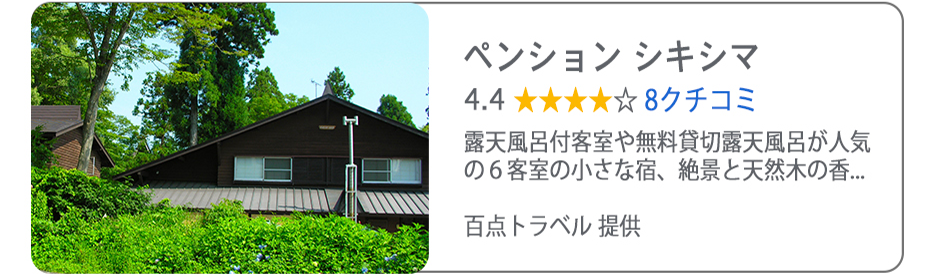 ペンション シキシマ
4.4 ★★★★☆ 8クチコミ
露天風呂付客室や無料貸切露天風呂が人気
の６客室の小さな宿、絶景と天然木の香...
百点トラベル 提供